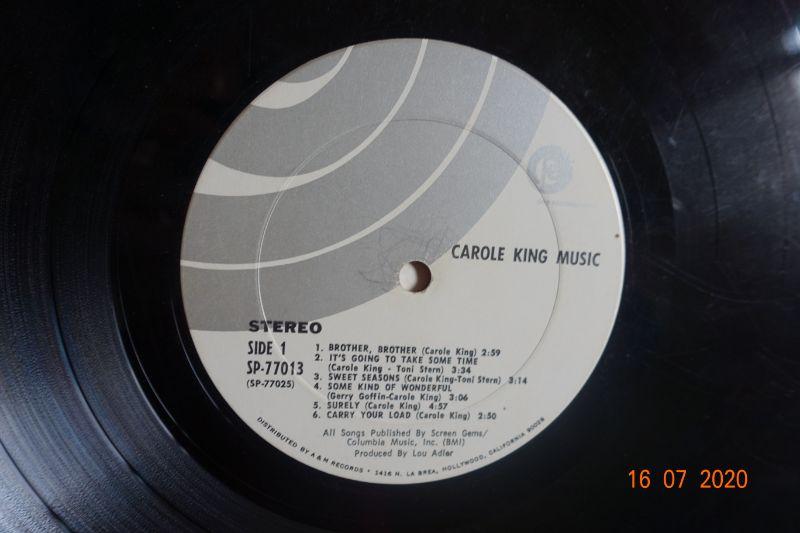 CAROLE KING MUSIC
STEREO
SIDE 1
SP-77013
(SP-77025)
1. BROTHER, BROTHER (Carole King) 2:59
2. IT'S GOING TO TAKE SOME TIME
(Carole King - Toni Stern) 3:34
3. SWEET SEASONS (Carole King-Toni Stern) 3:14
4. SOME KIND OF WONDERFUL
(Gerry Goffin-Carole King) 3:06
5. SURELY (Carole King) 4:57
6. CARRY YOUR LOAD (Carole King) 2:50
All Songs Published By Screen Gems/
Columbia Music, Inc. (BMI)
Produced By Lou Adler
DISTRIBUTED BY A & M RECORDS • 1416 N. LA BREA, HOLLYWOOD, CALIFORNIA 90028
16 07 2020